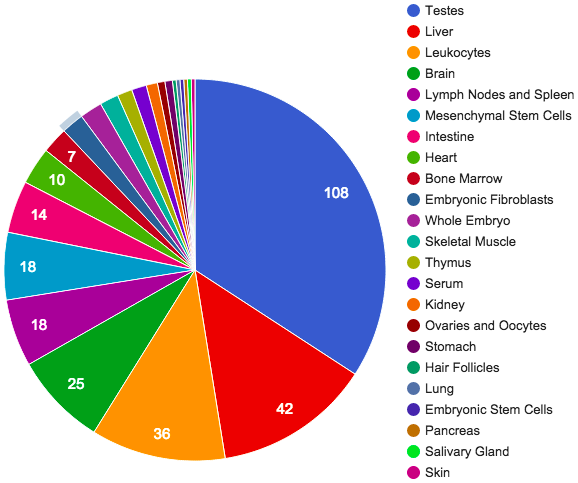 Testes
Liver
Leukocytes
Brain
Lymph Nodes and Spleen
Mesenchymal Stem Cells
Intestine
Heart
Bone Marrow
Embryonic Fibroblasts
Whole Embryo
Skeletal Muscle
Thymus
Serum
Kidney
Ovaries and Oocytes
Stomach
Hair Follicles
Lung
Embryonic Stem Cells
Pancreas
Salivary Gland
Skin
108
42
36
25
18
18
14
10
7